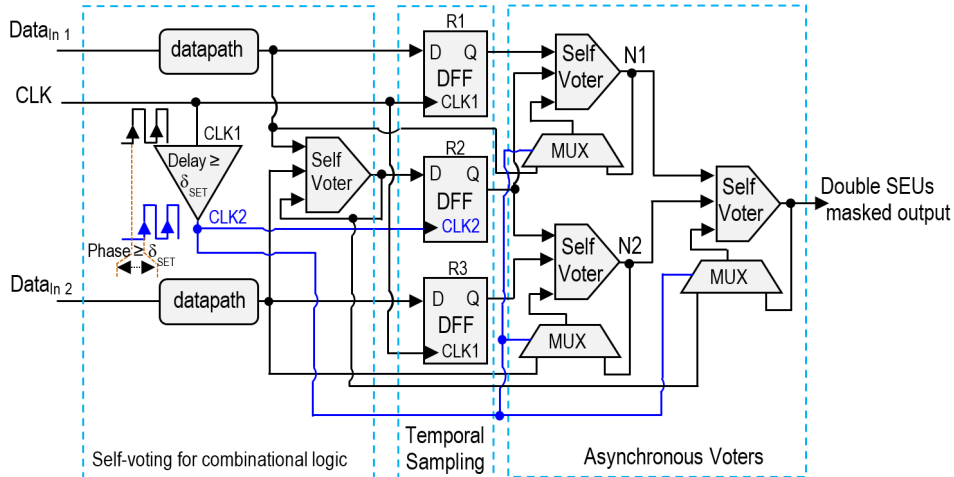 Data In 1
datapath
R1
D Q
DFF
CLK1
Self
Voter
N1
CLK
CLK1
Delay ≥
δSET
MUX
Self
Voter
R2
D Q
DFF
CLK2
CLK2
Self
Voter
Double SEUs
masked output
Phase ≥ δSET
Self
Voter
N2
MUX
Data In 2
datapath
R3
D Q
DFF
CLK1
MUX
Self-voting for combinational logic
Temporal
Sampling
Asynchronous Voters